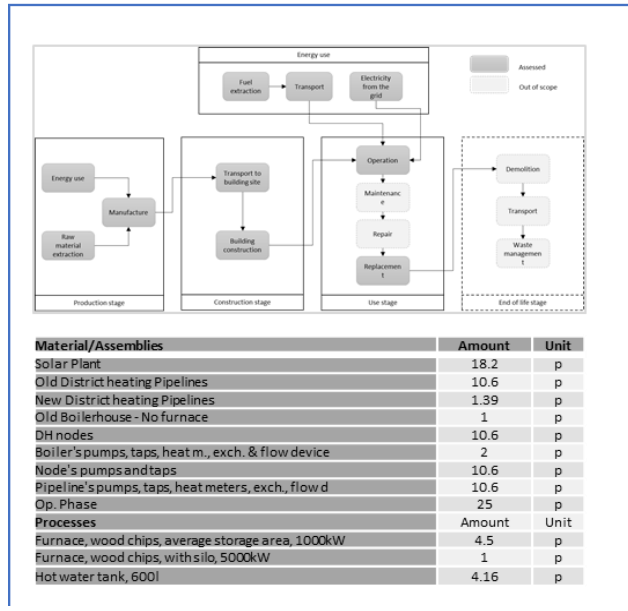 Energy use
Fuel
extraction
Transport
Electricity
from the
grid
Assessed
Out of scope
Energy use
Raw
material
extraction
Manufacture
Production stage
Transport to
building site
Building
construction
Construction stage
Operation
Maintenanc
e
Repair
Replacemen
t
Use stage
Demolition
Transport
Waste
managemen
t
End of life stage
Material/Assemblies Amount Unit
Solar Plant 18.2 p
Old District heating Pipelines 10.6 p
New District heating Pipelines 1.39 p
Old Boilerhouse - No furnace 1 p
DH nodes 10.6 p
Boiler's pumps, taps, heat m., exch. & flow device 2 p
Node's pumps and taps 10.6 p
Pipeline's pumps, taps, heat meters, exch., flow d 10.6 p
Op. Phase 25 p
Processes Amount Unit
Furnace, wood chips, average storage area, 1000kW 4.5 p
Furnace, wood chips, with silo, 5000kW 1 p
Hot water tank, 600l 4.16 p